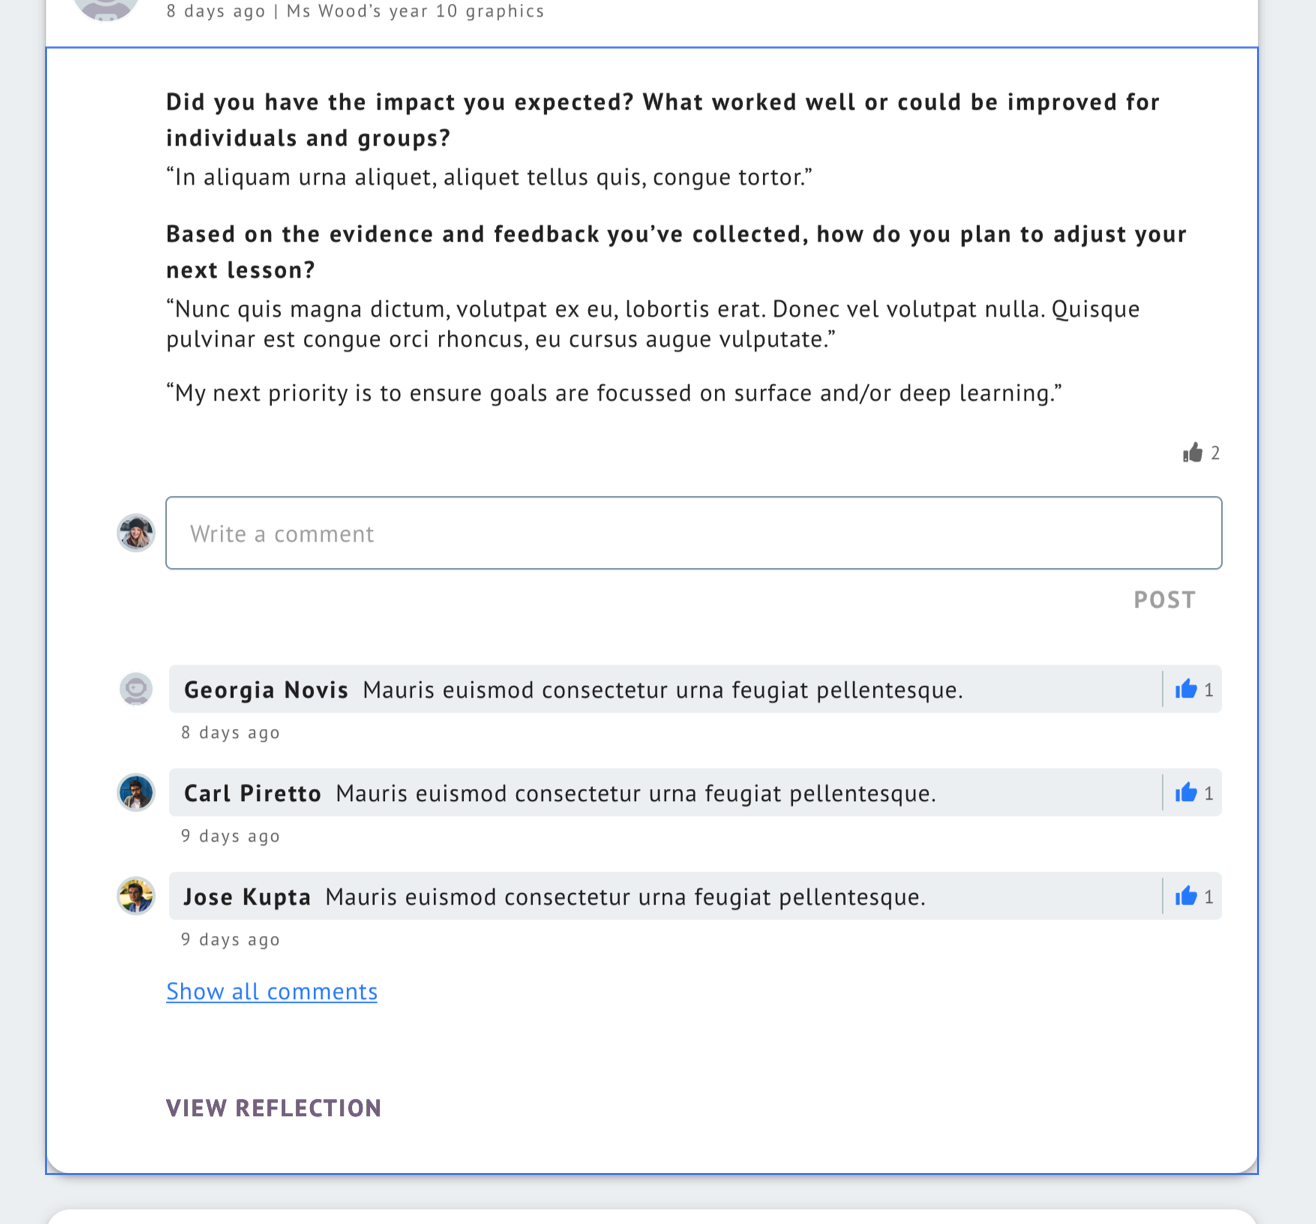 8 days ago | Ms Wood’s year 10 graphics
Did you have the impact you expected? What worked well or could be improved for
individuals and groups?
“In aliquam urna aliquet, aliquet tellus quis, congue tortor.”
Based on the evidence and feedback you’ve collected, how do you plan to adjust your
next lesson?
“Nunc quis magna dictum, volutpat ex eu, lobortis erat. Donec vel volutpat nulla. Quisque
pulvinar est congue orci rhoncus, eu cursus augue vulputate.”
“My next priority is to ensure goals are focussed on surface and/or deep learning.”
2
Write a comment
POST
Georgia Novis Mauris euismod consectetur urna feugiat pellentesque. 1
8 days ago
Carl Piretto Mauris euismod consectetur urna feugiat pellentesque. 1
9 days ago
Jose Kupta Mauris euismod consectetur urna feugiat pellentesque. 1
9 days ago
Show all comments
VIEW REFLECTION